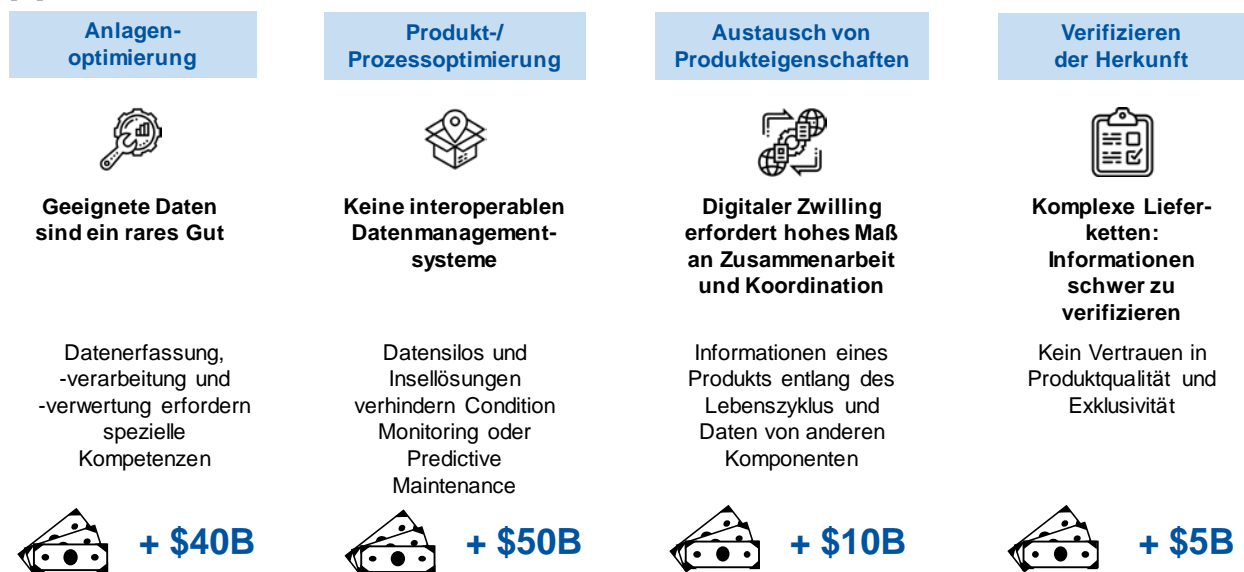 Anlagen-
optimierung
Geeignete Daten
sind ein rares Gut
Datenerfassung,
-verarbeitung und
-verwertung erfordern
spezielle
Kompetenzen
+ $40B
Produkt-/
Prozessoptimierung
Keine interoperablen
Datenmanagement-
systeme
Datensilos und
Insellösungen
verhindern Condition
Monitoring oder
Predictive
Maintenance
+ $50B
Austausch von
Produkteigenschaften
Digitaler Zwilling
erfordert hohes Maß
an Zusammenarbeit
und Koordination
Informationen eines
Produkts entlang des
Lebenszyklus und
Daten von anderen
Komponenten
+ $10B
Verifizieren
der Herkunft
Komplexe Liefer-
ketten:
Informationen
schwer zu
verifizieren
Kein Vertrauen in
Produktqualität und
Exklusivität
+ $5B